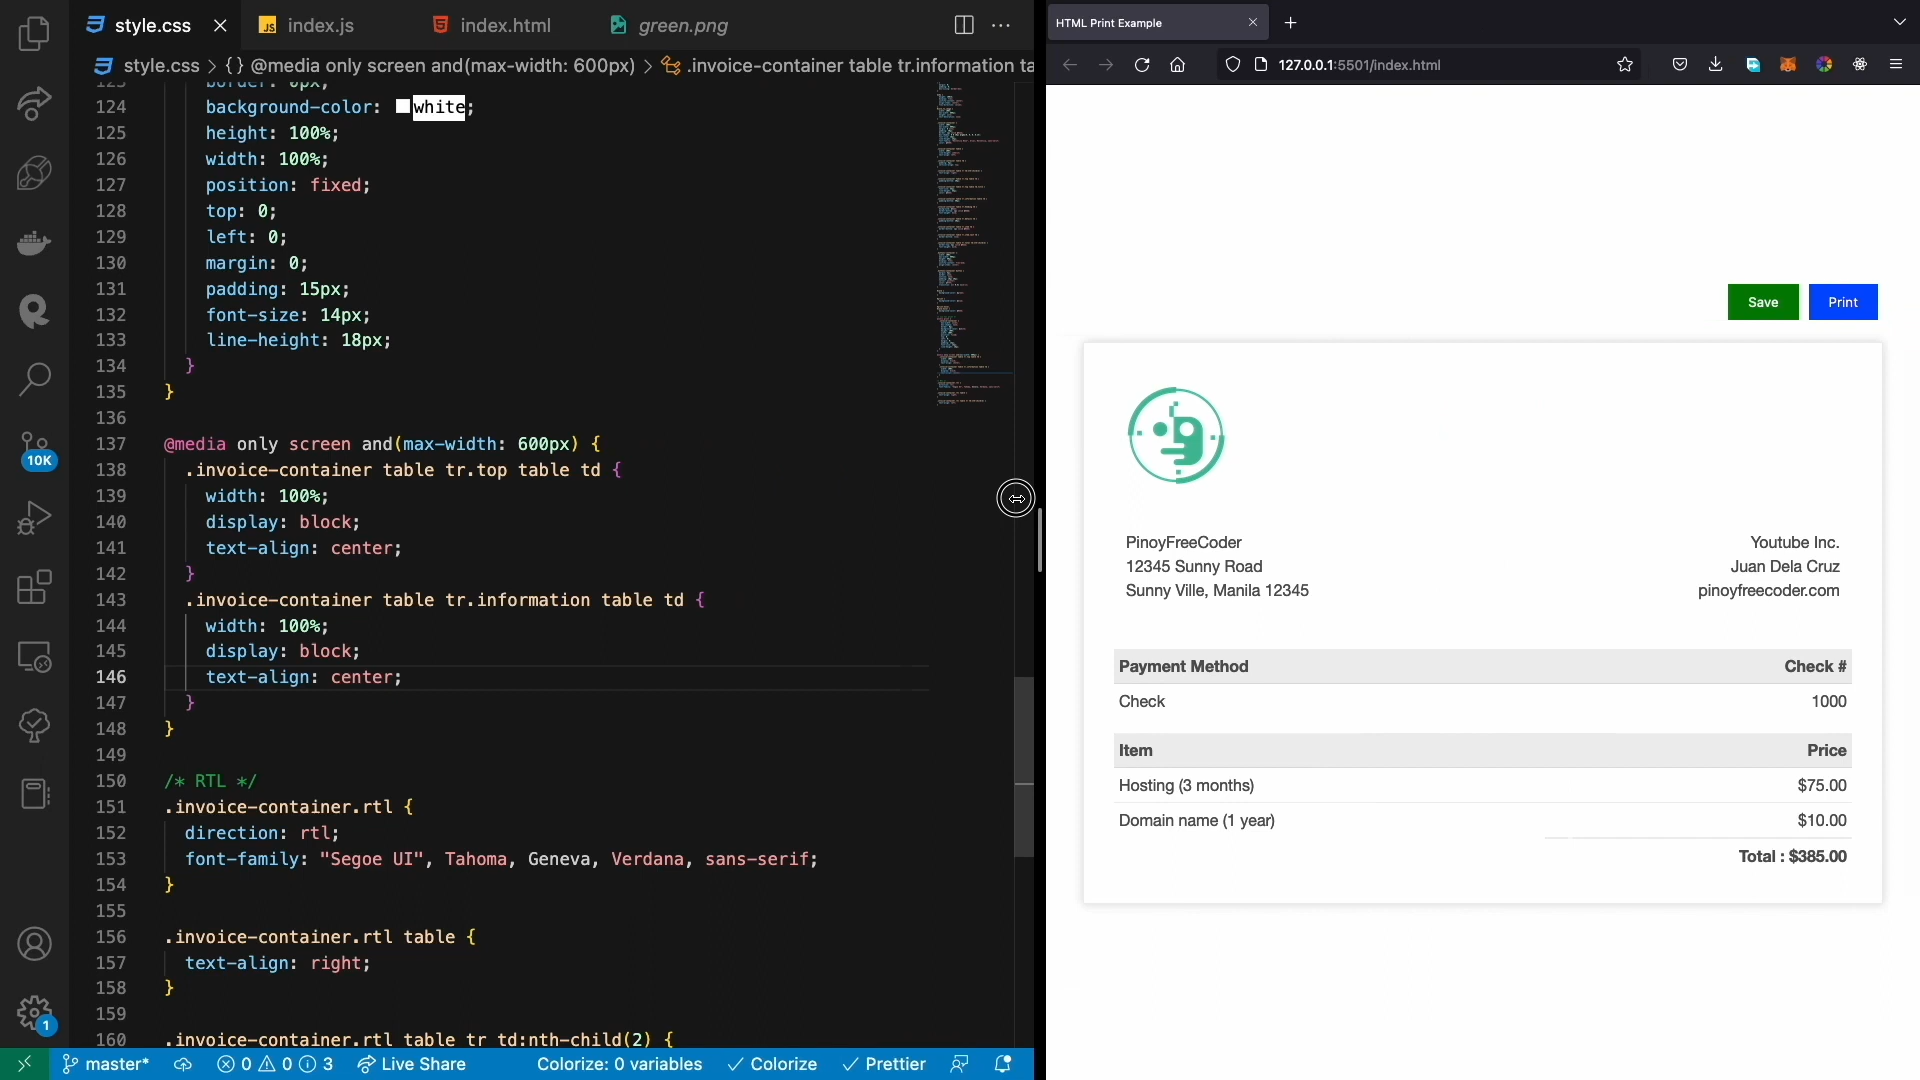 style.css
index.js
index.html
green.png
style.css > {} @media only screen and(max-width: 600px) > .invoice-container table tr.information ta
124 background-color: white;
125 height: 100%;
126 width: 100%;
127 position: fixed;
128 top: 0;
129 left: 0;
130 margin: 0;
131 padding: 15px;
132 font-size: 14px;
133 line-height: 18px;
134 }
135 }
136
137 @media only screen and(max-width: 600px) {
138 .invoice-container table tr.top table td {
139 width: 100%;
140 display: block;
141 text-align: center;
142 }
143 .invoice-container table tr.information table td {
144 width: 100%;
145 display: block;
146 text-align: center;
147 }
148 }
149
150 /* RTL */
151 .invoice-container.rtl {
152 direction: rtl;
153 font-family: "Segoe UI", Tahoma, Geneva, Verdana, sans-serif;
154 }
155
156 .invoice-container.rtl table {
157 text-align: right;
158 }
159
160 .invoice-container.rtl table tr td:nth-child(2) {
10K
1
master*
0 0 3
Live Share
Colorize: 0 variables
Colorize
Prettier
HTML Print Example
127.0.0.1:5501/index.html
Save
Print
PinoyFreeCoder
12345 Sunny Road
Sunny Ville, Manila 12345
Youtube Inc.
Juan Dela Cruz
pinoyfreecoder.com
Payment Method Check #
Check 1000
Item Price
Hosting (3 months) $75.00
Domain name (1 year) $10.00
Total : $385.00